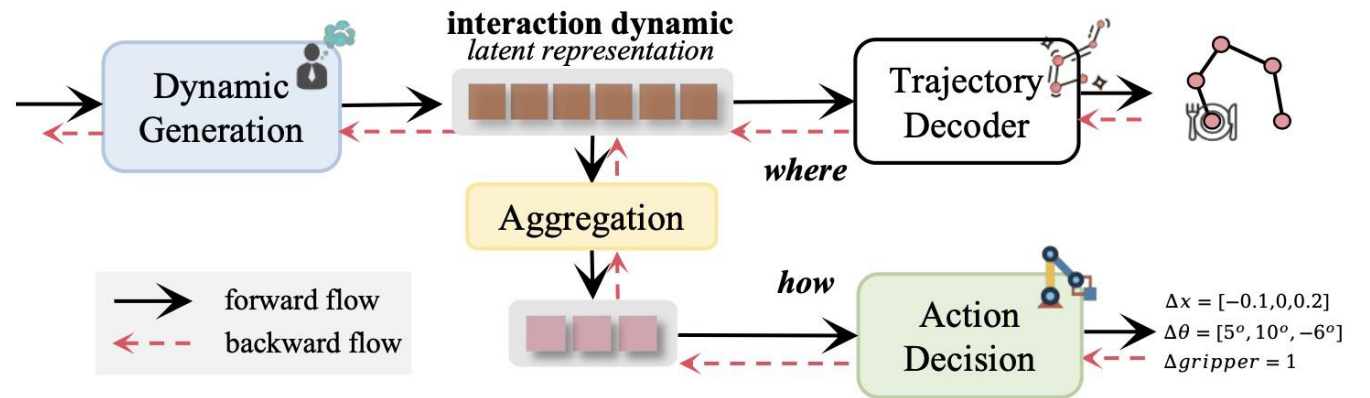 interaction dynamic
latent representation
Dynamic
Generation
Trajectory
Decoder
where
Aggregation
how
forward flow
backward flow
Action
Decision
Δx = [−0.1,0,0.2]
Δθ = [5°, 10°, −6°]
Δgripper = 1